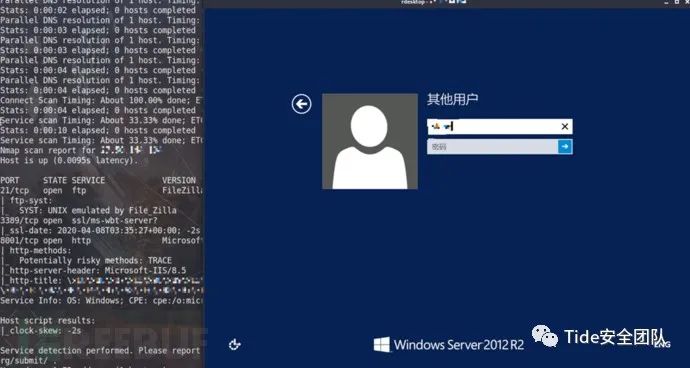 Parallel DNS resolution of 1 host. Timing:
Stats: 0:00:02 elapsed; 0 hosts completed
Parallel DNS resolution of 1 host. Timing:
Stats: 0:00:03 elapsed; 0 hosts completed
Parallel DNS resolution of 1 host. Timing:
Stats: 0:00:03 elapsed; 0 hosts completed
Parallel DNS resolution of 1 host. Timing:
Stats: 0:00:04 elapsed; 0 hosts completed
Parallel DNS resolution of 1 host. Timing:
Stats: 0:00:04 elapsed; 0 hosts completed
Connect Scan Timing: About 100.00% done; ETC
Stats: 0:00:04 elapsed; 0 hosts completed
Service scan Timing: About 33.33% done; ETC
Stats: 0:00:10 elapsed; 0 hosts completed
Service scan Timing: About 33.33% done; ETC
Nmap scan report for
Host is up (0.0095s latency).
PORT STATE SERVICE VERSION
21/tcp open ftp FileZilla
| ftp-syst:
|_ SYST: UNIX emulated by File_Zilla
3389/tcp open ssl/ms-wbt-server?
|_ssl-date: 2020-04-08T03:35:27+00:00; -2s
8001/tcp open http Microsof
| http-methods:
|_ Potentially risky methods: TRACE
|_http-server-header: Microsoft-IIS/8.5
|_http-title:
Service Info: OS: Windows; CPE: cpe:/o:micr
Host script results:
|_clock-skew: -2s
Service detection performed. Please report
rg/submit/ .
rdesktop -
其他用户
密码
Windows Server 2012 R2
ENG
Tide安全团队